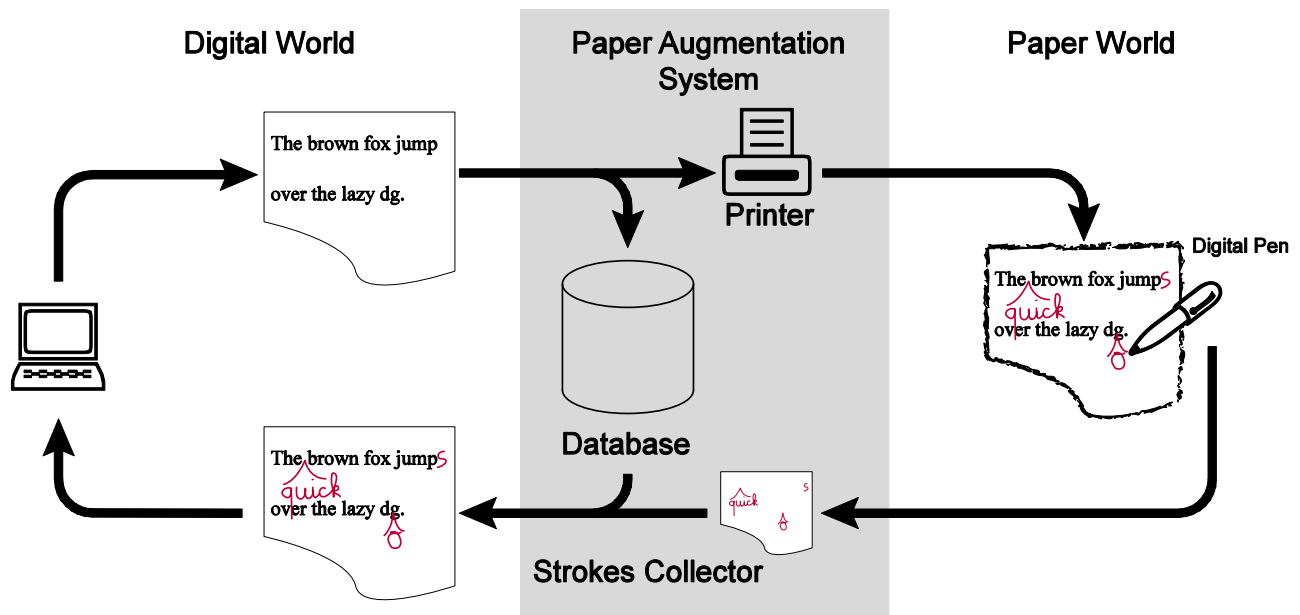 Digital World
Paper Augmentation
System
Paper World
The brown fox jump
over the lazy dg.
Printer
Digital Pen
The brown fox jumps
quick
over the lazy dg.
o
Database
The brown fox jumps
quick
over the lazy dg.
o
s
quick
o
Strokes Collector